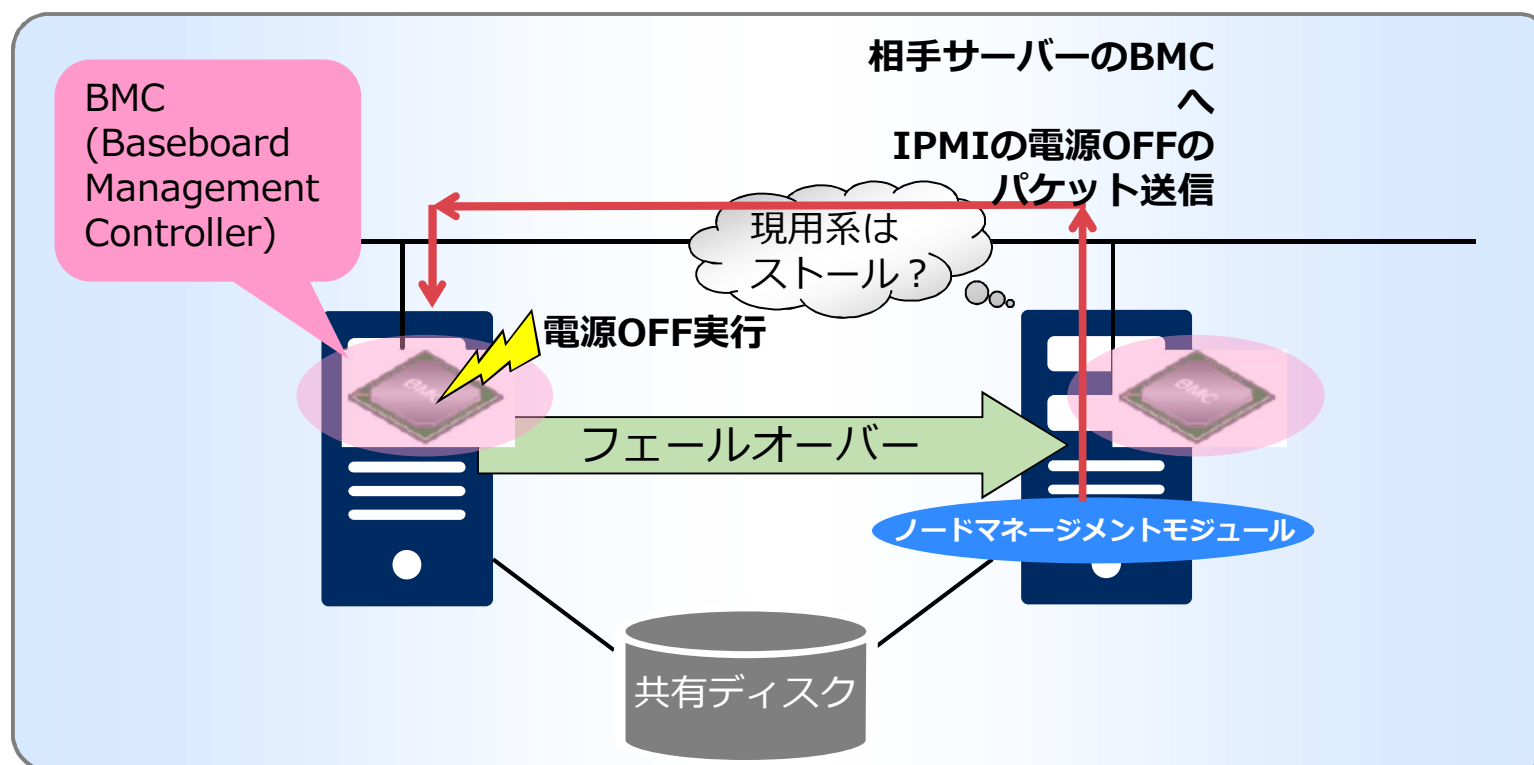 相手サーバーのBMC
へ
IPMIの電源OFFの
パケット送信
BMC
(Baseboard
Management
Controller)
現用系は
ストール？
電源OFF実行
BMC
BMC
フェールオーバー
ノードマネージメントモジュール
共有ディスク